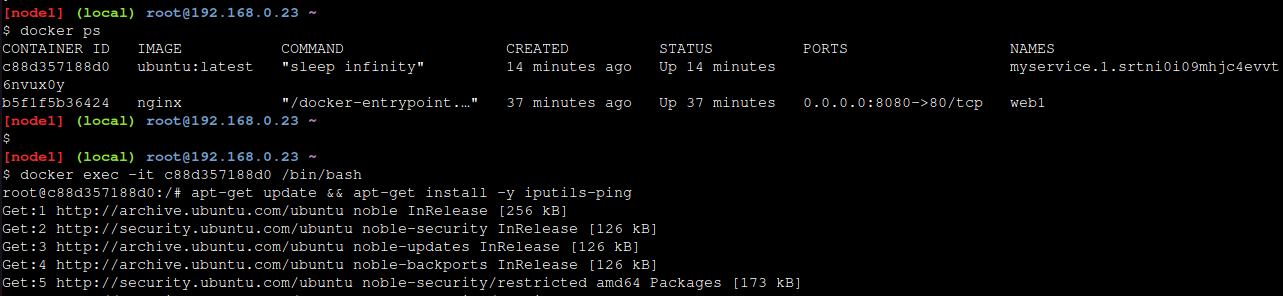 [node1] (local) root@192.168.0.23 ~
$ docker ps
CONTAINER ID   IMAGE           COMMAND                  CREATED          STATUS          PORTS                  NAMES
c88d357188d0   ubuntu:latest   "sleep infinity"         14 minutes ago   Up 14 minutes                          myservice.1.srtni0i09mhjc4evvt
6nvux0y
b5f1f5b36424   nginx           "/docker-entrypoint.…"   37 minutes ago   Up 37 minutes   0.0.0.0:8080->80/tcp   web1
[node1] (local) root@192.168.0.23 ~
$
[node1] (local) root@192.168.0.23 ~
$ docker exec -it c88d357188d0 /bin/bash
root@c88d357188d0:/# apt-get update && apt-get install -y iputils-ping
Get:1 http://archive.ubuntu.com/ubuntu noble InRelease [256 kB]
Get:2 http://security.ubuntu.com/ubuntu noble-security InRelease [126 kB]
Get:3 http://archive.ubuntu.com/ubuntu noble-updates InRelease [126 kB]
Get:4 http://archive.ubuntu.com/ubuntu noble-backports InRelease [126 kB]
Get:5 http://security.ubuntu.com/ubuntu noble-security/restricted amd64 Packages [173 kB]